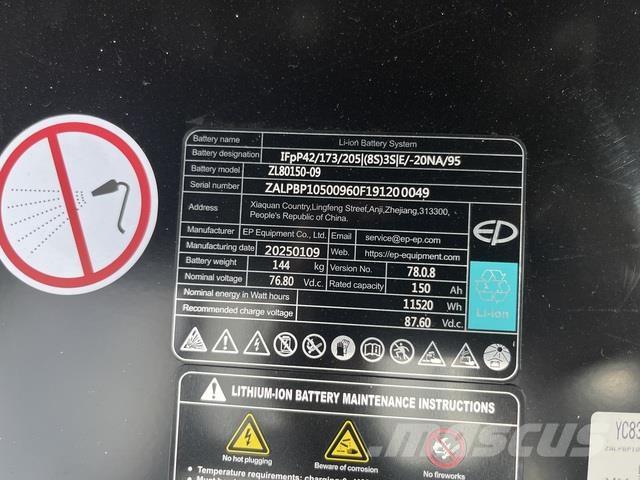 Battery name Li-ion Battery System
Battery designation IFpP42/173/205|(8S)3S|E/-20NA/95
Battery model ZL80150-09
Serial number ZALPBP10500960F191200049
Address Xiaquan Country,Lingfeng Street,Anji,Zhejiang,313300,
People's Republic of China.
Manufacturer EP Equipment Co., Ltd. Email service@ep-ep.com
Manufacturing date 20250109 Web. https://ep-equipment.com
Battery weight 144 kg Version No. 78.0.8
Nominal voltage 76.80 Vd.c. Rated capacity 150 Ah
Nominal energy in Watt hours 11520 Wh
Recommended charge voltage 87.60 Vd.c.
EP
Li-ion
LITHIUM-ION BATTERY MAINTENANCE INSTRUCTIONS
No hot plugging Beware of corrosion No fireworks
• Temperature requirements: charging
YC83
MASCUS